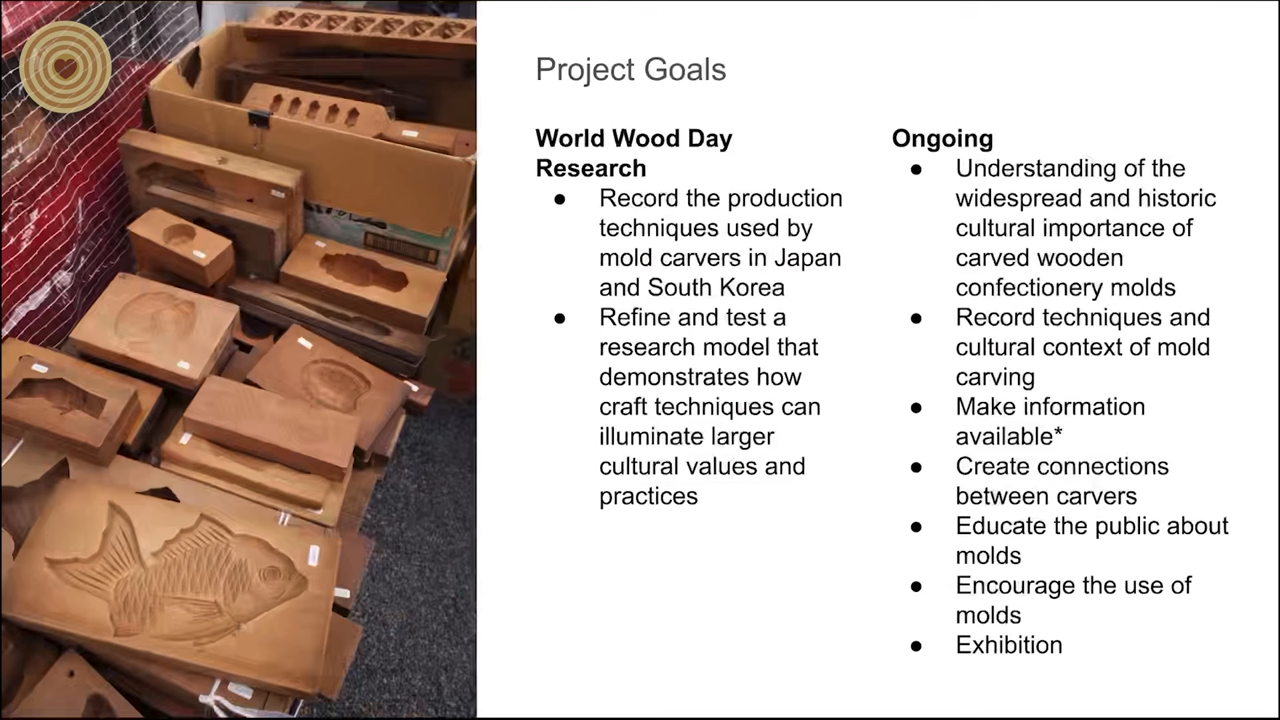 Project Goals
World Wood Day
Research
● Record the production
techniques used by
mold carvers in Japan
and South Korea
● Refine and test a
research model that
demonstrates how
craft techniques can
illuminate larger
cultural values and
practices
Ongoing
● Understanding of the
widespread and historic
cultural importance of
carved wooden
confectionery molds
● Record techniques and
cultural context of mold
carving
● Make information
available*
● Create connections
between carvers
● Educate the public about
molds
● Encourage the use of
molds
● Exhibition